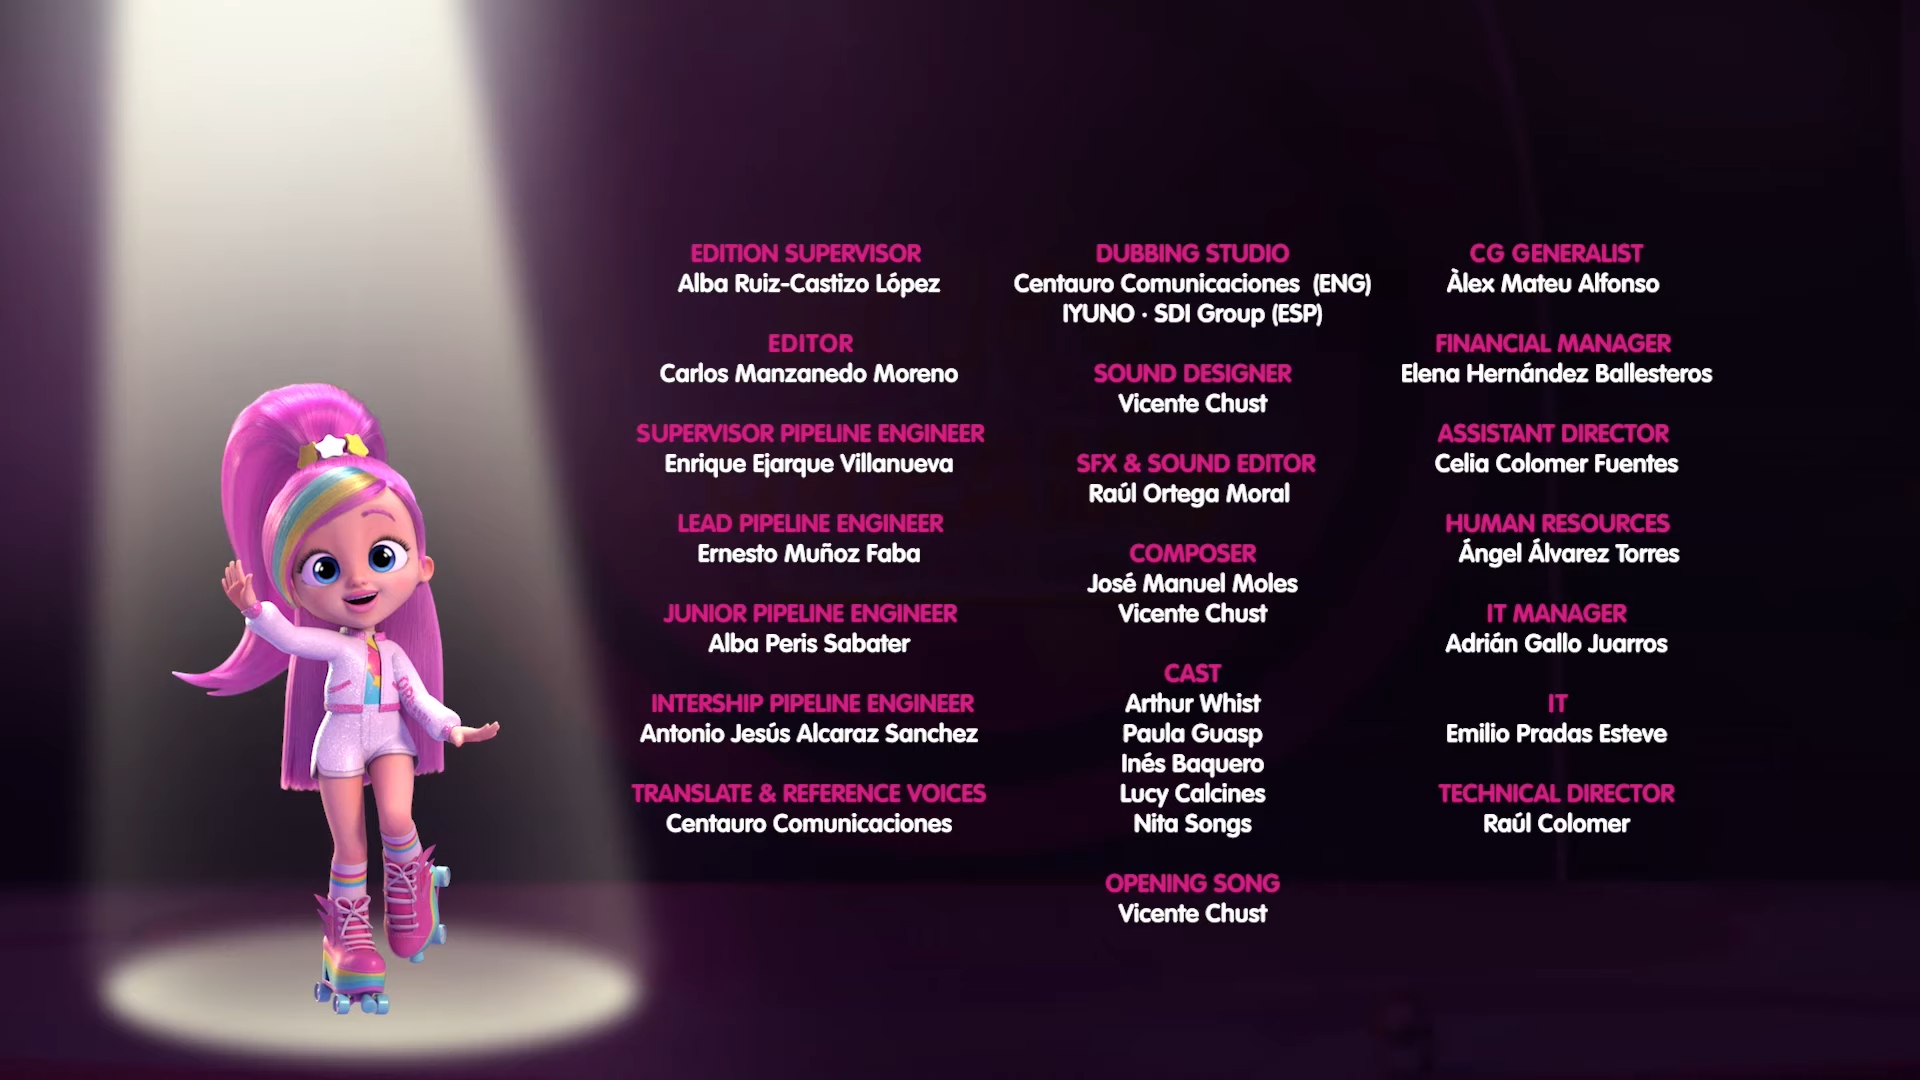 EDITION SUPERVISOR
Alba Ruiz-Castizo López
EDITOR
Carlos Manzanedo Moreno
SUPERVISOR PIPELINE ENGINEER
Enrique Ejarque Villanueva
LEAD PIPELINE ENGINEER
Ernesto Muñoz Faba
JUNIOR PIPELINE ENGINEER
Alba Peris Sabater
INTERSHIP PIPELINE ENGINEER
Antonio Jesús Alcaraz Sanchez
TRANSLATE & REFERENCE VOICES
Centauro Comunicaciones
DUBBING STUDIO
Centauro Comunicaciones (ENG)
IYUNO · SDI Group (ESP)
SOUND DESIGNER
Vicente Chust
SFX & SOUND EDITOR
Raúl Ortega Moral
COMPOSER
José Manuel Moles
Vicente Chust
CAST
Arthur Whist
Paula Guasp
Inés Baquero
Lucy Calcines
Nita Songs
OPENING SONG
Vicente Chust
CG GENERALIST
Àlex Mateu Alfonso
FINANCIAL MANAGER
Elena Hernández Ballesteros
ASSISTANT DIRECTOR
Celia Colomer Fuentes
HUMAN RESOURCES
Ángel Álvarez Torres
IT MANAGER
Adrián Gallo Juarros
IT
Emilio Pradas Esteve
TECHNICAL DIRECTOR
Raúl Colomer